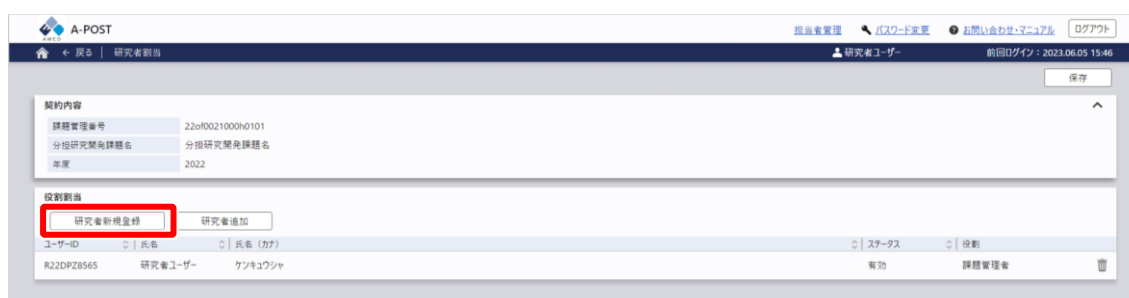 A-POST
AMED
担当者管理 パスワード変更 お問い合わせ・マニュアル ログアウト
← 戻る | 研究者割当 研究者ユーザー 前回ログイン：2023.06.05 15:46
保存
契約内容
課題管理番号 22of0021000h0101
分担研究開発課題名 分担研究開発課題名
年度 2022
役割割当
研究者新規登録 研究者追加
ユーザーID 氏名 氏名（カナ） ステータス 役割
R22DPZ8565 研究者ユーザー ケンキュウシャ 有効 課題管理者